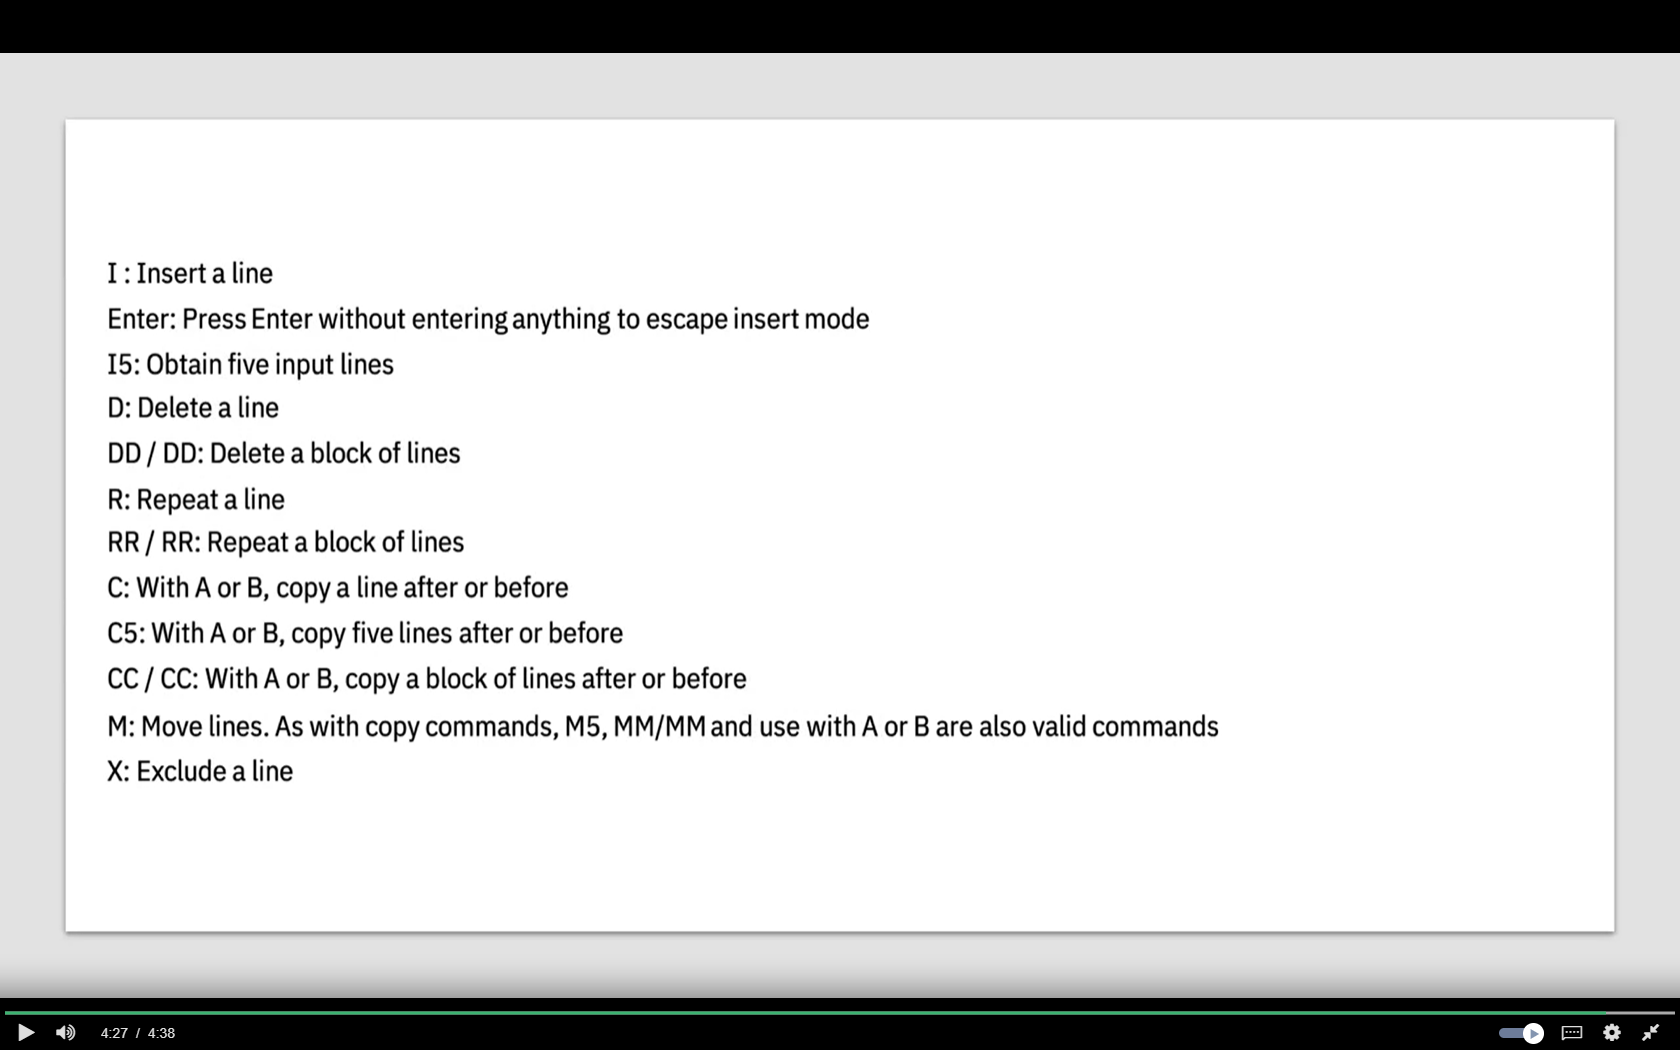 I : Insert a line
Enter: Press Enter without entering anything to escape insert mode
I5: Obtain five input lines
D: Delete a line
DD / DD: Delete a block of lines
R: Repeat a line
RR / RR: Repeat a block of lines
C: With A or B, copy a line after or before
C5: With A or B, copy five lines after or before
CC / CC: With A or B, copy a block of lines after or before
M: Move lines. As with copy commands, M5, MM/MM and use with A or B are also valid commands
X: Exclude a line
4:27 / 4:38